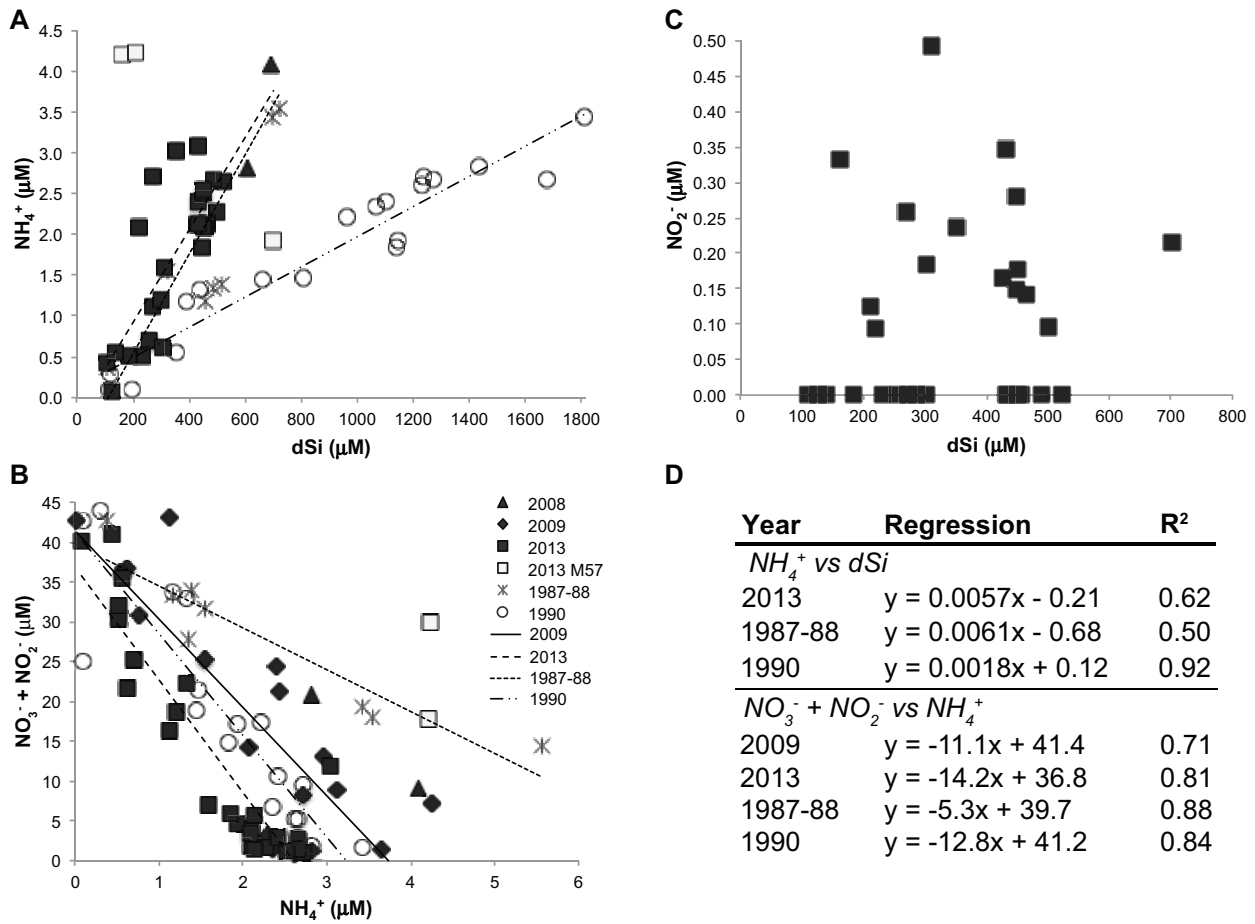 A
NH₄⁺ (µM)
4.5
4.0
3.5
3.0
2.5
2.0
1.5
1.0
0.5
0.0
0 200 400 600 800 1000 1200 1400 1600 1800
dSi (µM)
B
NO₃⁻ + NO₂⁻ (µM)
45
40
35
30
25
20
15
10
5
0
0 1 2 3 4 5 6
NH₄⁺ (µM)
2008
2009
2013
2013 M57
1987-88
1990
2009
2013
1987-88
1990
C
NO₂⁻ (µM)
0.50
0.45
0.40
0.35
0.30
0.25
0.20
0.15
0.10
0.05
0.00
0 100 200 300 400 500 600 700 800
dSi (µM)
D
Year Regression R²
NH₄⁺ vs dSi
2013 y = 0.0057x - 0.21 0.62
1987-88 y = 0.0061x - 0.68 0.50
1990 y = 0.0018x + 0.12 0.92
NO₃⁻ + NO₂⁻ vs NH₄⁺
2009 y = -11.1x + 41.4 0.71
2013 y = -14.2x + 36.8 0.81
1987-88 y = -5.3x + 39.7 0.88
1990 y = -12.8x + 41.2 0.84